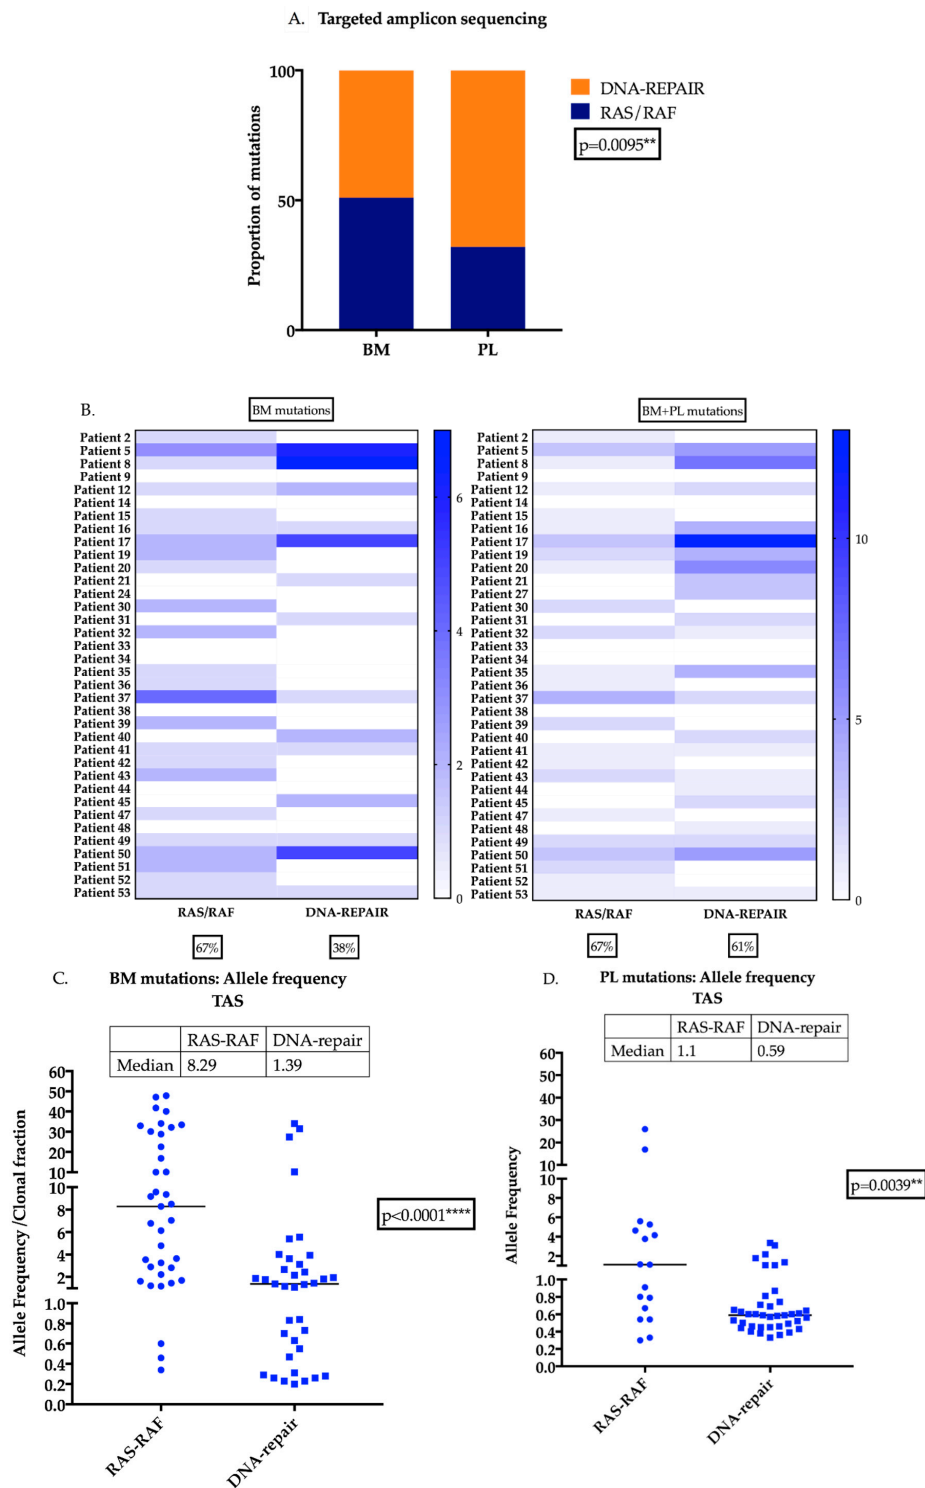 A. Targeted amplicon sequencing
Proportion of mutations
100
50
0
BM PL
DNA-REPAIR
RAS/RAF
p=0.0095**
B.
BM mutations
Patient 2
Patient 5
Patient 8
Patient 9
Patient 12
Patient 14
Patient 15
Patient 16
Patient 17
Patient 19
Patient 20
Patient 21
Patient 24
Patient 30
Patient 31
Patient 32
Patient 33
Patient 34
Patient 35
Patient 36
Patient 37
Patient 38
Patient 39
Patient 40
Patient 41
Patient 42
Patient 43
Patient 44
Patient 45
Patient 47
Patient 48
Patient 49
Patient 50
Patient 51
Patient 52
Patient 53
6
4
2
0
RAS/RAF DNA-REPAIR
67% 38%
BM+PL mutations
Patient 2
Patient 5
Patient 8
Patient 9
Patient 12
Patient 14
Patient 15
Patient 16
Patient 17
Patient 19
Patient 20
Patient 21
Patient 27
Patient 30
Patient 31
Patient 32
Patient 33
Patient 34
Patient 35
Patient 36
Patient 37
Patient 38
Patient 39
Patient 40
Patient 41
Patient 42
Patient 43
Patient 44
Patient 45
Patient 47
Patient 48
Patient 49
Patient 50
Patient 51
Patient 52
Patient 53
10
5
0
RAS/RAF DNA-REPAIR
67% 61%
C. BM mutations: Allele frequency
TAS
RAS-RAF DNA-repair
Median 8.29 1.39
Allele Frequency /Clonal fraction
60
50
40
30
20
10
10
8
6
4
2
1.0
0.8
0.6
0.4
0.2
0.0
p<0.0001****
RAS-RAF
DNA-repair
D. PL mutations: Allele frequency
TAS
RAS-RAF DNA-repair
Median 1.1 0.59
Allele Frequency
60
50
40
30
20
10
10
8
6
4
2
1.0
0.8
0.6
0.4
0.2
0.0
p=0.0039**
RAS-RAF
DNA-repair